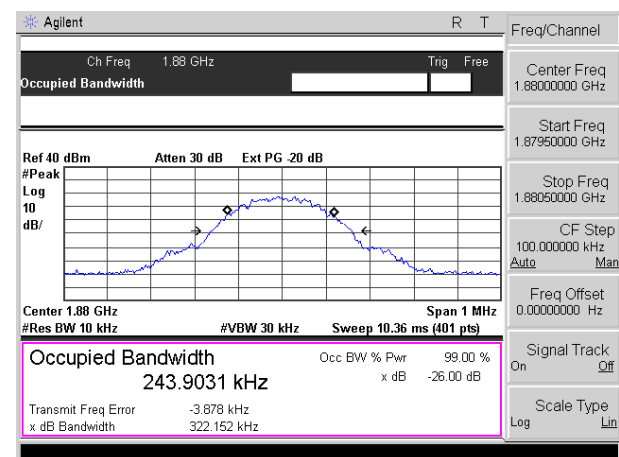 Agilent R T
Freq/Channel
Ch Freq 1.88 GHz Trig Free
Occupied Bandwidth
Center Freq
1.88000000 GHz
Start Freq
1.87950000 GHz
Stop Freq
1.88050000 GHz
CF Step
100.000000 kHz
Auto Man
Freq Offset
0.00000000 Hz
Signal Track
On Off
Scale Type
Log Lin
Ref 40 dBm Atten 30 dB Ext PG -20 dB
#Peak
Log
10
dB/
Center 1.88 GHz Span 1 MHz
#Res BW 10 kHz #VBW 30 kHz Sweep 10.36 ms (401 pts)
Occupied Bandwidth Occ BW % Pwr 99.00 %
243.9031 kHz x dB -26.00 dB
Transmit Freq Error -3.878 kHz
x dB Bandwidth 322.152 kHz